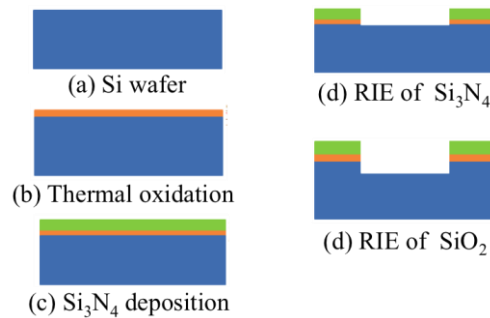 (a) Si wafer
(b) Thermal oxidation
(c) Si₃N₄ deposition
(d) RIE of Si₃N₄
(d) RIE of SiO₂